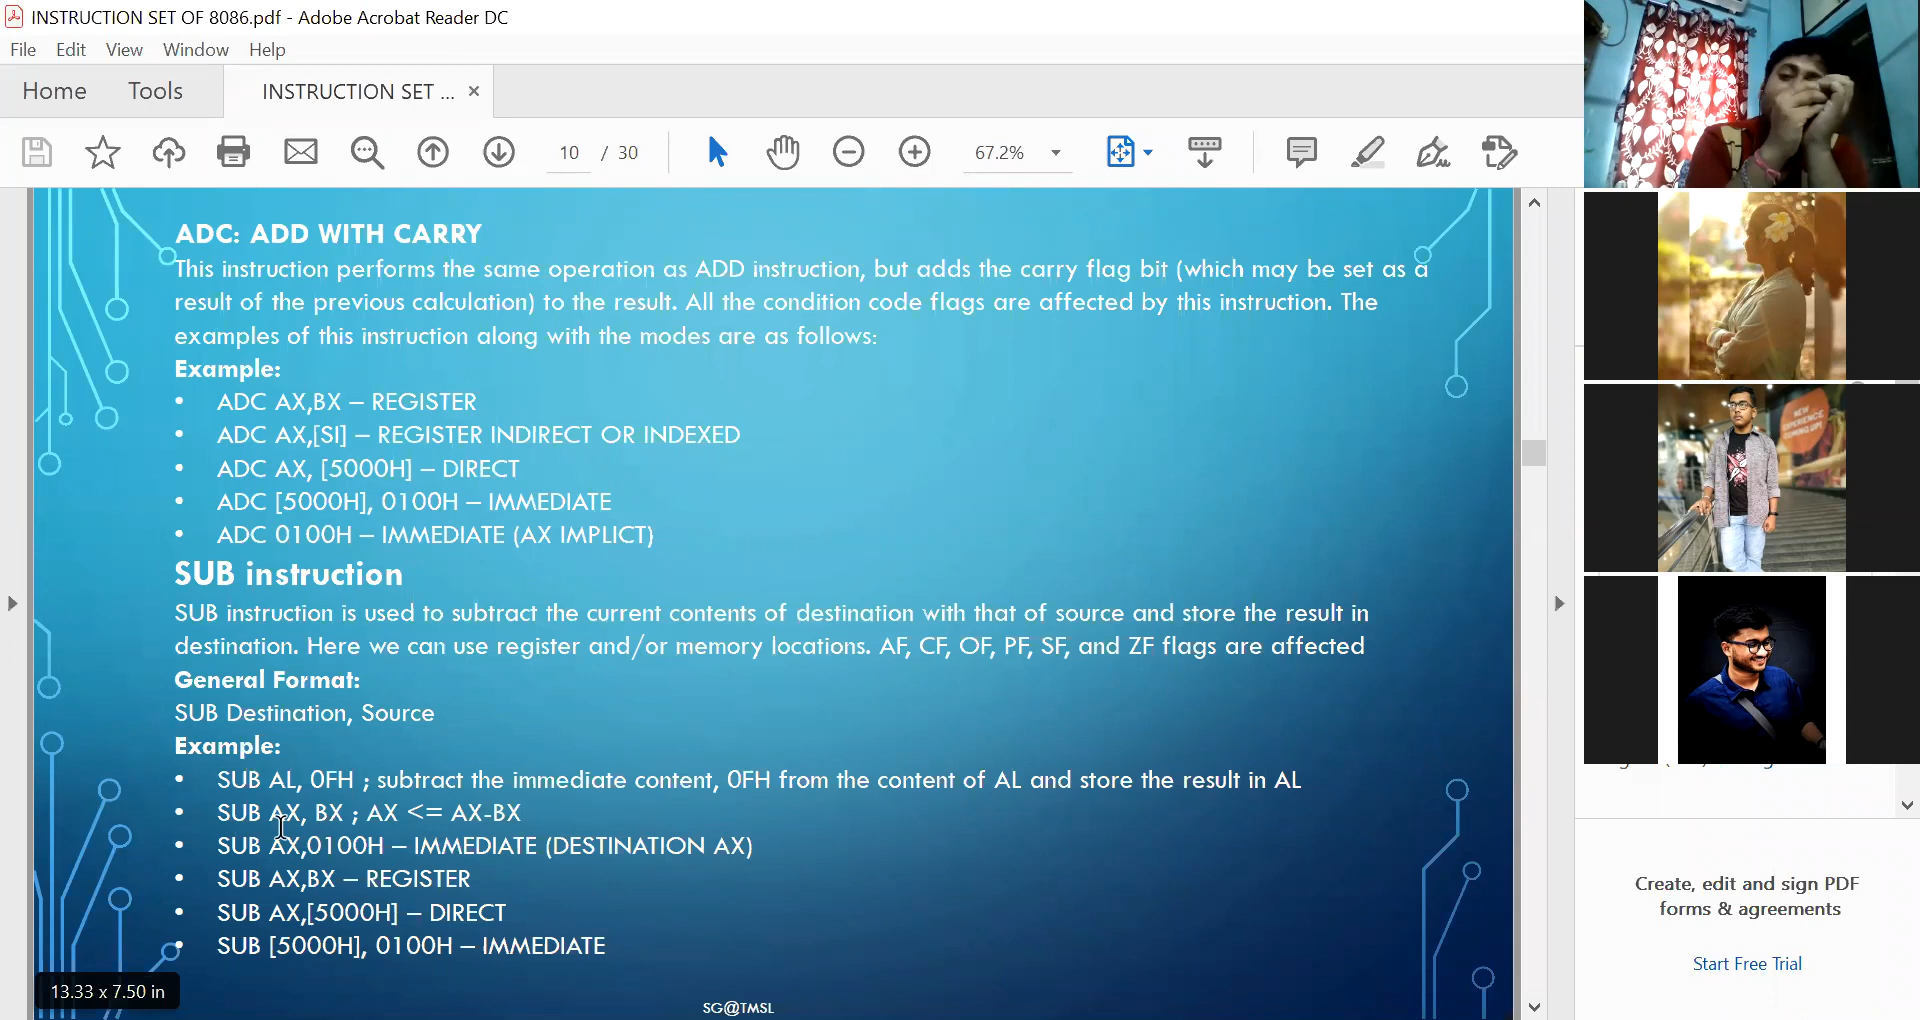 INSTRUCTION SET OF 8086.pdf - Adobe Acrobat Reader DC
File Edit View Window Help
Home Tools INSTRUCTION SET ... ×
10 / 30 67.2%
ADC: ADD WITH CARRY
This instruction performs the same operation as ADD instruction, but adds the carry flag bit (which may be set as a
result of the previous calculation) to the result. All the condition code flags are affected by this instruction. The
examples of this instruction along with the modes are as follows:
Example:
• ADC AX,BX – REGISTER
• ADC AX,[SI] – REGISTER INDIRECT OR INDEXED
• ADC AX, [5000H] – DIRECT
• ADC [5000H], 0100H – IMMEDIATE
• ADC 0100H – IMMEDIATE (AX IMPLICT)
SUB instruction
SUB instruction is used to subtract the current contents of destination with that of source and store the result in
destination. Here we can use register and/or memory locations. AF, CF, OF, PF, SF, and ZF flags are affected
General Format:
SUB Destination, Source
Example:
• SUB AL, 0FH ; subtract the immediate content, 0FH from the content of AL and store the result in AL
• SUB AX, BX ; AX <= AX-BX
• SUB AX,0100H – IMMEDIATE (DESTINATION AX)
• SUB AX,BX – REGISTER
• SUB AX,[5000H] – DIRECT
• SUB [5000H], 0100H – IMMEDIATE
13.33 x 7.50 in
SG@TMSL
NEW
EXPERIENCE
COMING UP!
Create, edit and sign PDF
forms & agreements
Start Free Trial